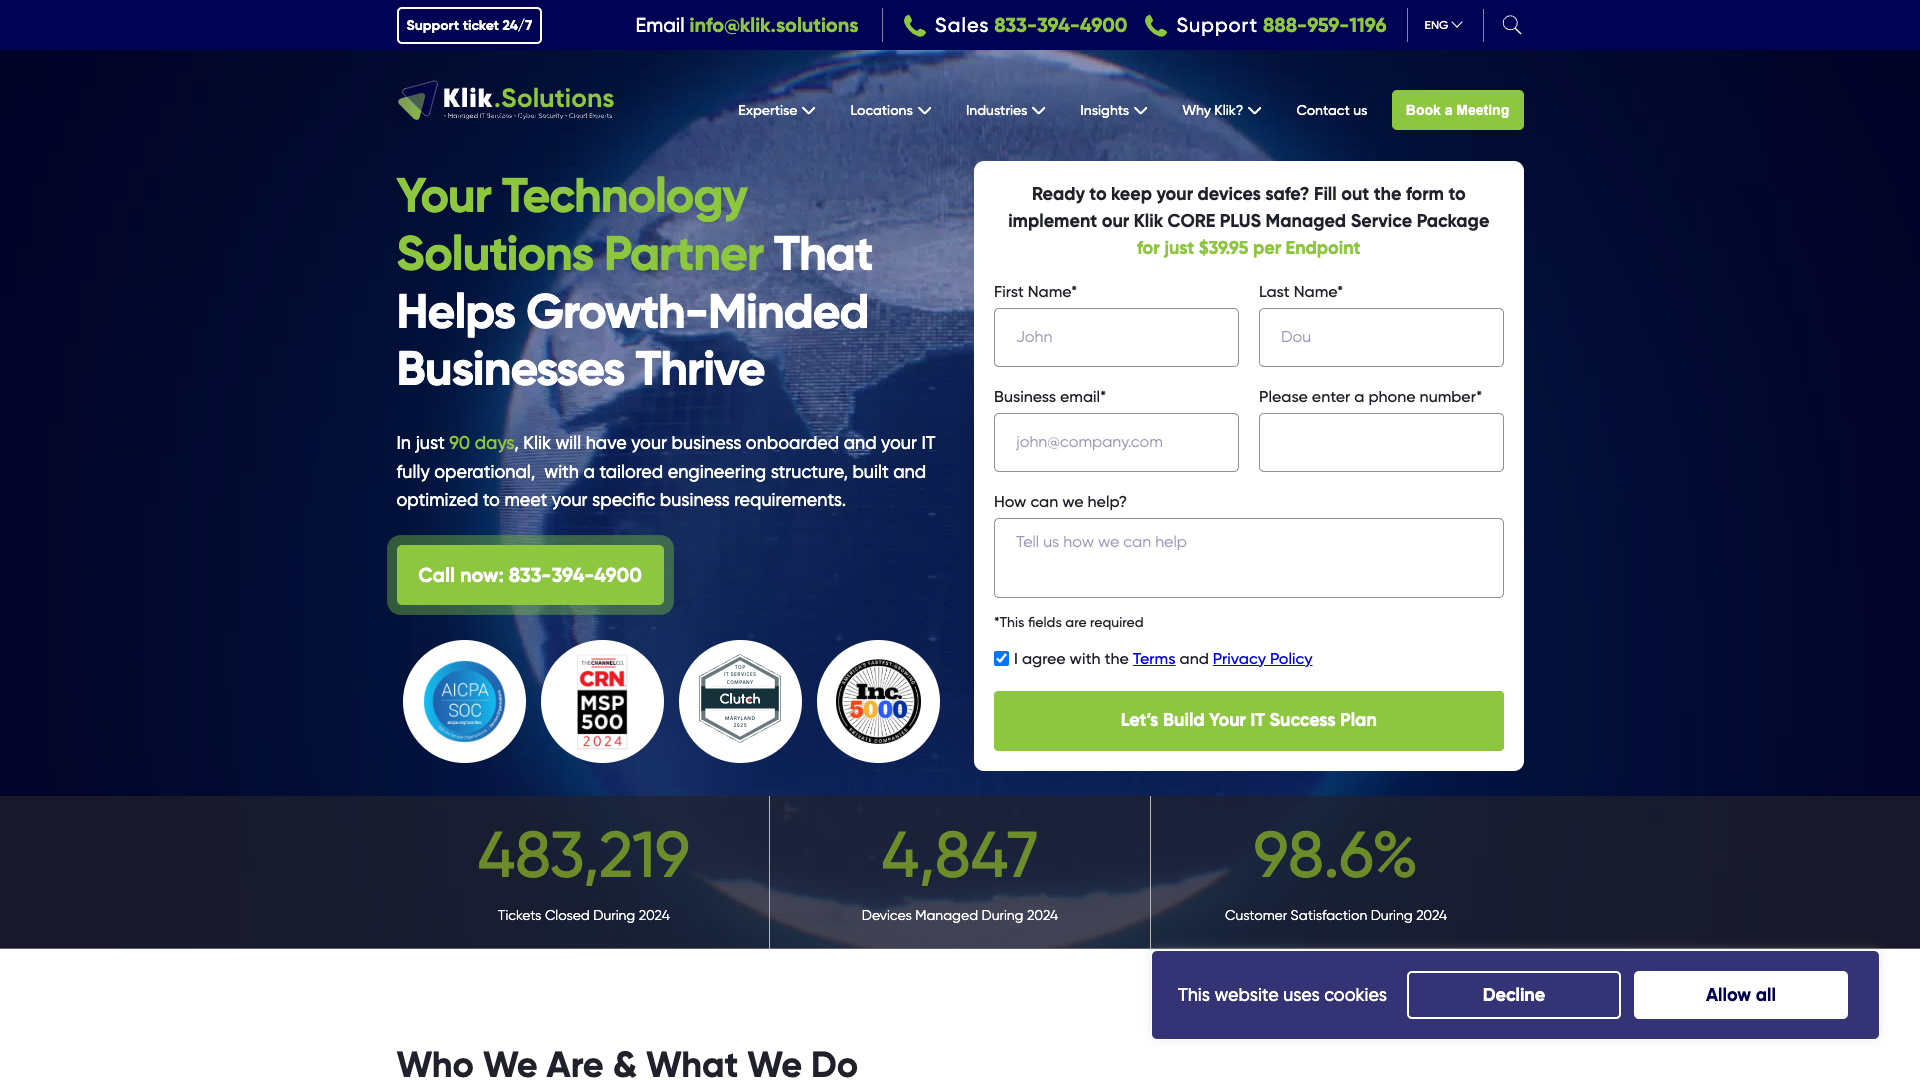 Support ticket 24/7
Email info@klik.solutions
Sales 833-394-4900
Support 888-959-1196
ENG
Klik.Solutions
• Managed IT Services • Cyber Security • Cloud Experts
Expertise
Locations
Industries
Insights
Why Klik?
Contact us
Book a Meeting
Your Technology
Solutions Partner That
Helps Growth-Minded
Businesses Thrive
In just 90 days, Klik will have your business onboarded and your IT
fully operational, with a tailored engineering structure, built and
optimized to meet your specific business requirements.
Call now: 833-394-4900
AICPA
SOC
THE CHANNEL CO.
CRN
MSP
500
2024
TOP
IT SERVICES
COMPANY
Clutch
MARYLAND
2025
AMERICA'S FASTEST-GROWING
Inc.
5000
PRIVATE COMPANIES
Ready to keep your devices safe? Fill out the form to
implement our Klik CORE PLUS Managed Service Package
for just $39.95 per Endpoint
First Name*
Last Name*
John
Dou
Business email*
Please enter a phone number*
john@company.com
How can we help?
Tell us how we can help
*This fields are required
I agree with the Terms and Privacy Policy
Let's Build Your IT Success Plan
483,219
Tickets Closed During 2024
4,847
Devices Managed During 2024
98.6%
Customer Satisfaction During 2024
This website uses cookies
Decline
Allow all
Who We Are & What We Do